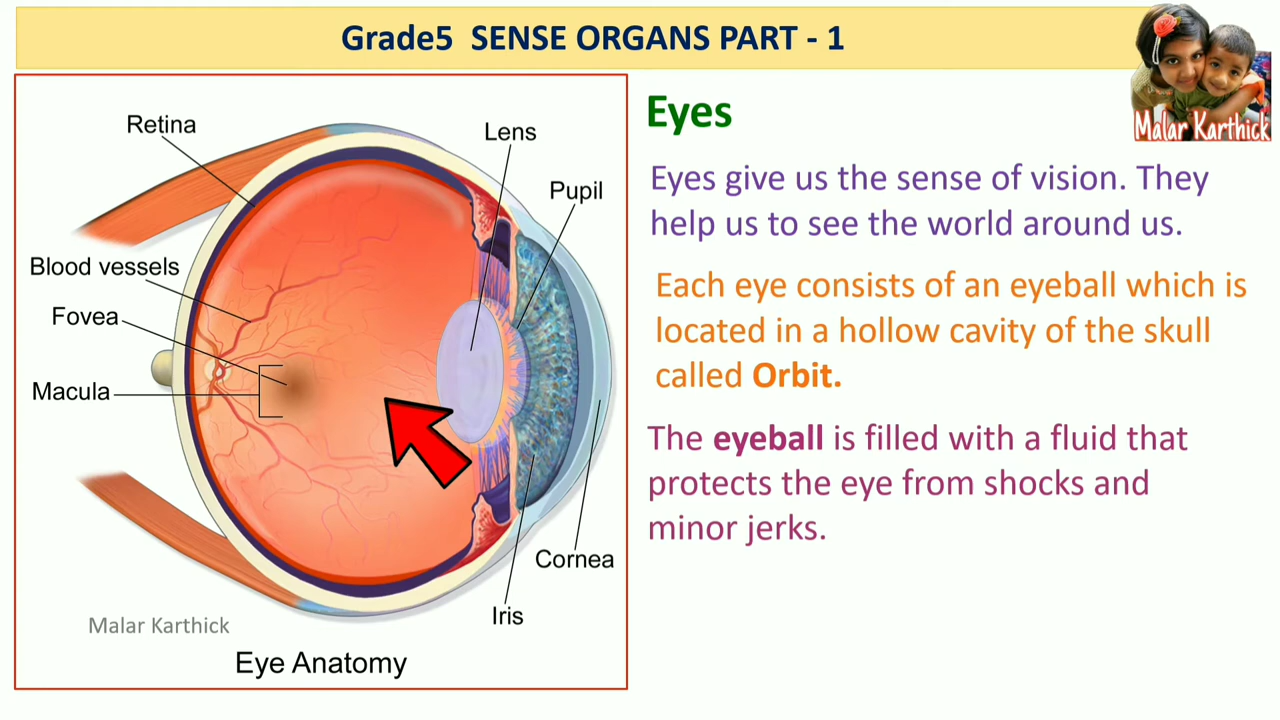 Grade5 SENSE ORGANS PART - 1
Malar Karthick
Retina
Lens
Pupil
Blood vessels
Fovea
Macula
Cornea
Iris
Malar Karthick
Eye Anatomy
Eyes
Eyes give us the sense of vision. They
help us to see the world around us.
Each eye consists of an eyeball which is
located in a hollow cavity of the skull
called Orbit.
The eyeball is filled with a fluid that
protects the eye from shocks and
minor jerks.